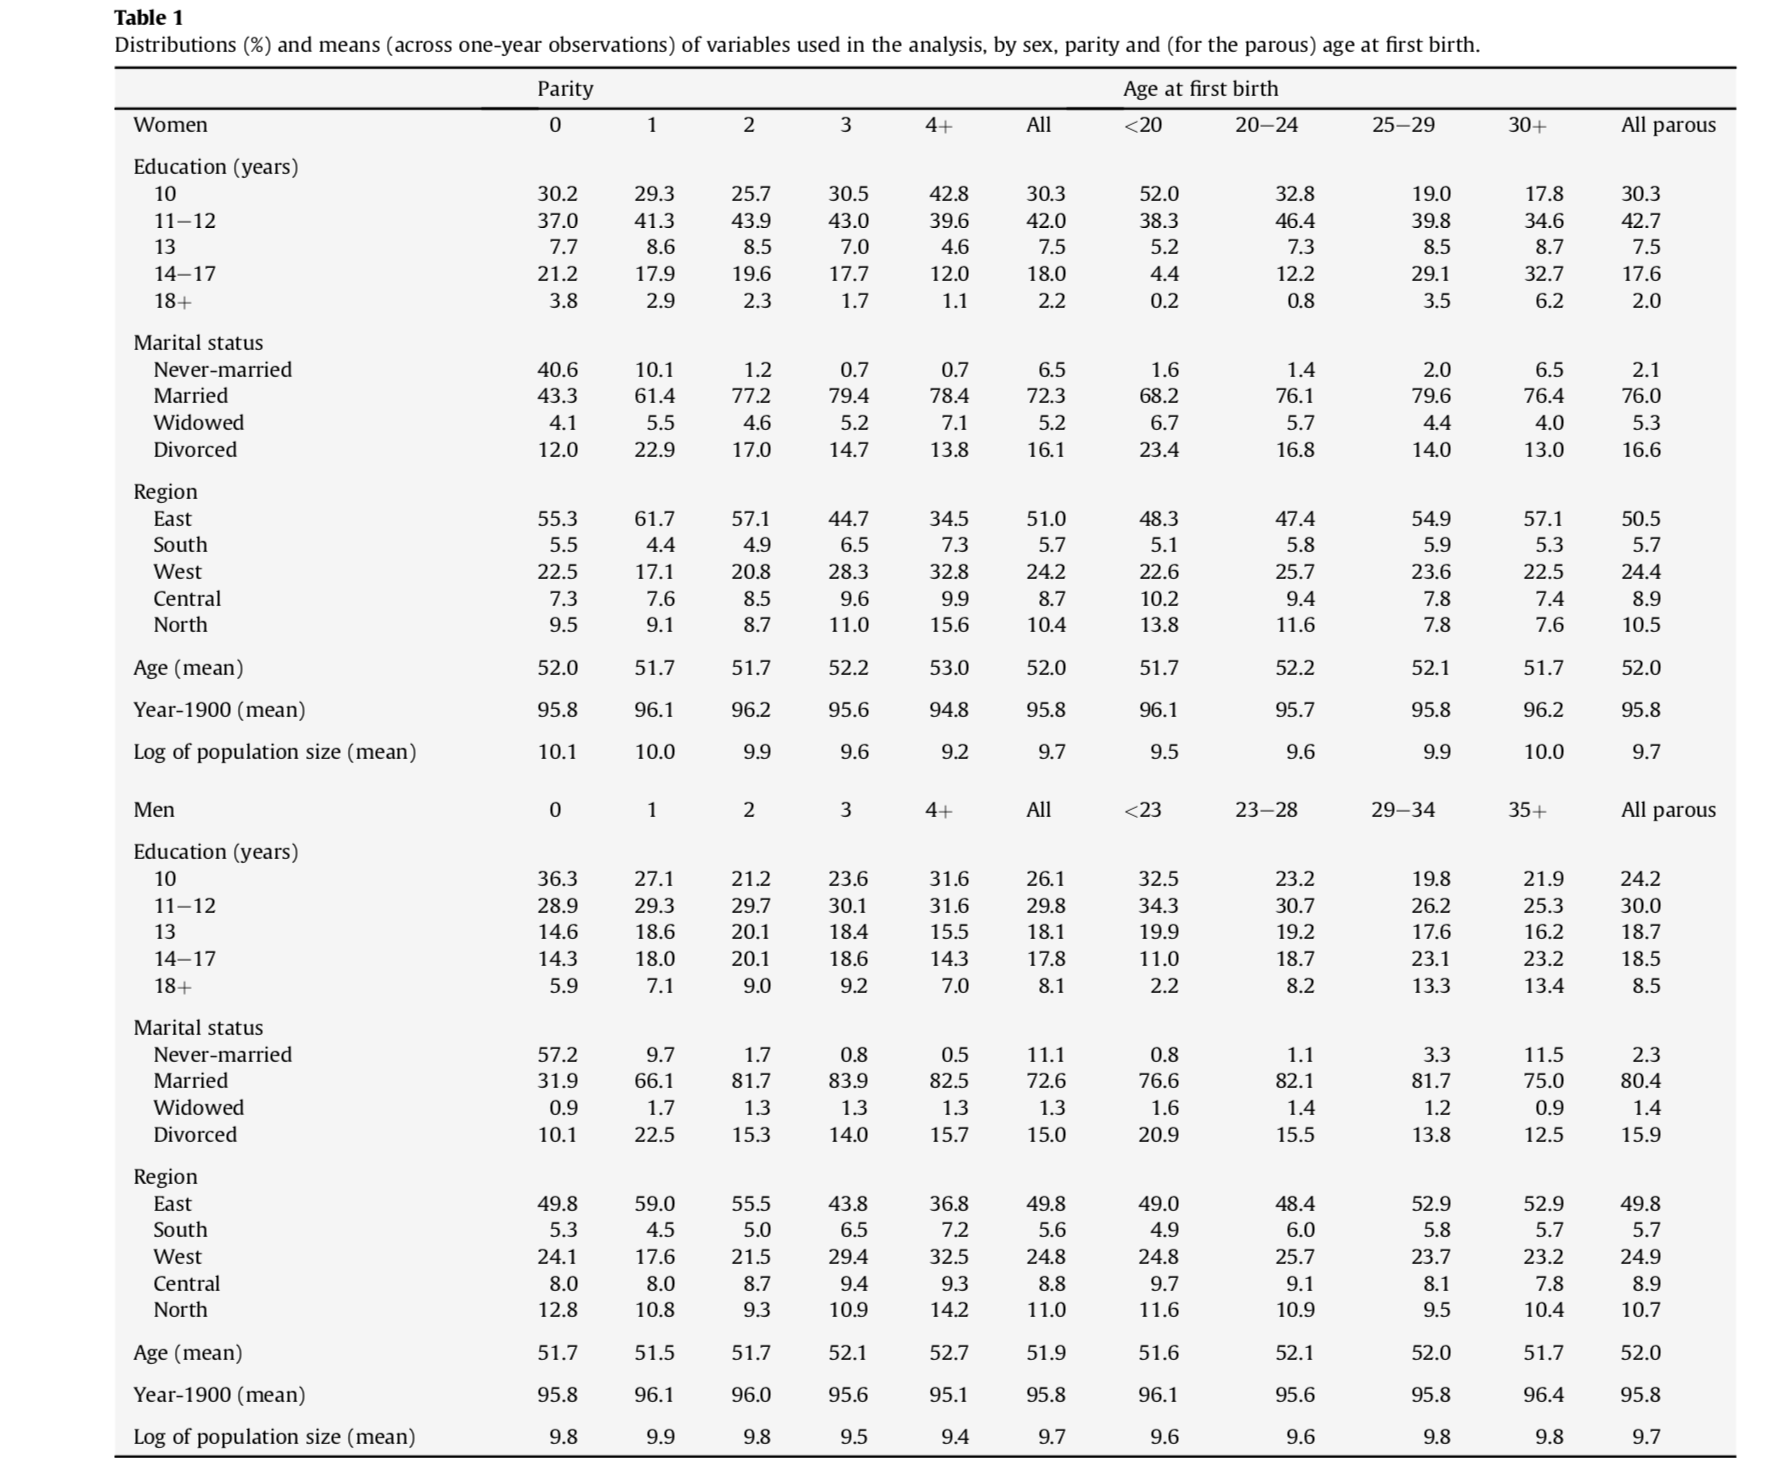 Table 1
Distributions (%) and means (across one-year observations) of variables used in the analysis, by sex, parity and (for the parous) age at first birth.
Parity Age at first birth
Women 0 1 2 3 4+ All <20 20–24 25–29 30+ All parous
Education (years)
10 30.2 29.3 25.7 30.5 42.8 30.3 52.0 32.8 19.0 17.8 30.3
11–12 37.0 41.3 43.9 43.0 39.6 42.0 38.3 46.4 39.8 34.6 42.7
13 7.7 8.6 8.5 7.0 4.6 7.5 5.2 7.3 8.5 8.7 7.5
14–17 21.2 17.9 19.6 17.7 12.0 18.0 4.4 12.2 29.1 32.7 17.6
18+ 3.8 2.9 2.3 1.7 1.1 2.2 0.2 0.8 3.5 6.2 2.0
Marital status
Never-married 40.6 10.1 1.2 0.7 0.7 6.5 1.6 1.4 2.0 6.5 2.1
Married 43.3 61.4 77.2 79.4 78.4 72.3 68.2 76.1 79.6 76.4 76.0
Widowed 4.1 5.5 4.6 5.2 7.1 5.2 6.7 5.7 4.4 4.0 5.3
Divorced 12.0 22.9 17.0 14.7 13.8 16.1 23.4 16.8 14.0 13.0 16.6
Region
East 55.3 61.7 57.1 44.7 34.5 51.0 48.3 47.4 54.9 57.1 50.5
South 5.5 4.4 4.9 6.5 7.3 5.7 5.1 5.8 5.9 5.3 5.7
West 22.5 17.1 20.8 28.3 32.8 24.2 22.6 25.7 23.6 22.5 24.4
Central 7.3 7.6 8.5 9.6 9.9 8.7 10.2 9.4 7.8 7.4 8.9
North 9.5 9.1 8.7 11.0 15.6 10.4 13.8 11.6 7.8 7.6 10.5
Age (mean) 52.0 51.7 51.7 52.2 53.0 52.0 51.7 52.2 52.1 51.7 52.0
Year-1900 (mean) 95.8 96.1 96.2 95.6 94.8 95.8 96.1 95.7 95.8 96.2 95.8
Log of population size (mean) 10.1 10.0 9.9 9.6 9.2 9.7 9.5 9.6 9.9 10.0 9.7
Men 0 1 2 3 4+ All <23 23–28 29–34 35+ All parous
Education (years)
10 36.3 27.1 21.2 23.6 31.6 26.1 32.5 23.2 19.8 21.9 24.2
11–12 28.9 29.3 29.7 30.1 31.6 29.8 34.3 30.7 26.2 25.3 30.0
13 14.6 18.6 20.1 18.4 15.5 18.1 19.9 19.2 17.6 16.2 18.7
14–17 14.3 18.0 20.1 18.6 14.3 17.8 11.0 18.7 23.1 23.2 18.5
18+ 5.9 7.1 9.0 9.2 7.0 8.1 2.2 8.2 13.3 13.4 8.5
Marital status
Never-married 57.2 9.7 1.7 0.8 0.5 11.1 0.8 1.1 3.3 11.5 2.3
Married 31.9 66.1 81.7 83.9 82.5 72.6 76.6 82.1 81.7 75.0 80.4
Widowed 0.9 1.7 1.3 1.3 1.3 1.3 1.6 1.4 1.2 0.9 1.4
Divorced 10.1 22.5 15.3 14.0 15.7 15.0 20.9 15.5 13.8 12.5 15.9
Region
East 49.8 59.0 55.5 43.8 36.8 49.8 49.0 48.4 52.9 52.9 49.8
South 5.3 4.5 5.0 6.5 7.2 5.6 4.9 6.0 5.8 5.7 5.7
West 24.1 17.6 21.5 29.4 32.5 24.8 24.8 25.7 23.7 23.2 24.9
Central 8.0 8.0 8.7 9.4 9.3 8.8 9.7 9.1 8.1 7.8 8.9
North 12.8 10.8 9.3 10.9 14.2 11.0 11.6 10.9 9.5 10.4 10.7
Age (mean) 51.7 51.5 51.7 52.1 52.7 51.9 51.6 52.1 52.0 51.7 52.0
Year-1900 (mean) 95.8 96.1 96.0 95.6 95.1 95.8 96.1 95.6 95.8 96.4 95.8
Log of population size (mean) 9.8 9.9 9.8 9.5 9.4 9.7 9.6 9.6 9.8 9.8 9.7